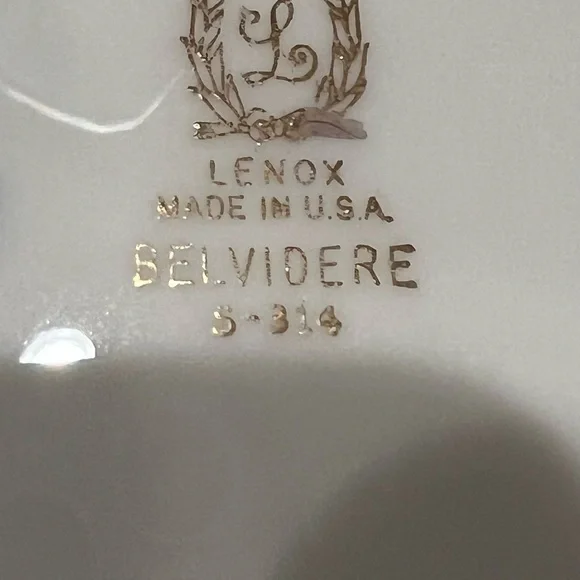 L
LENOX
MADE IN U.S.A.
BELVIDERE
S-314